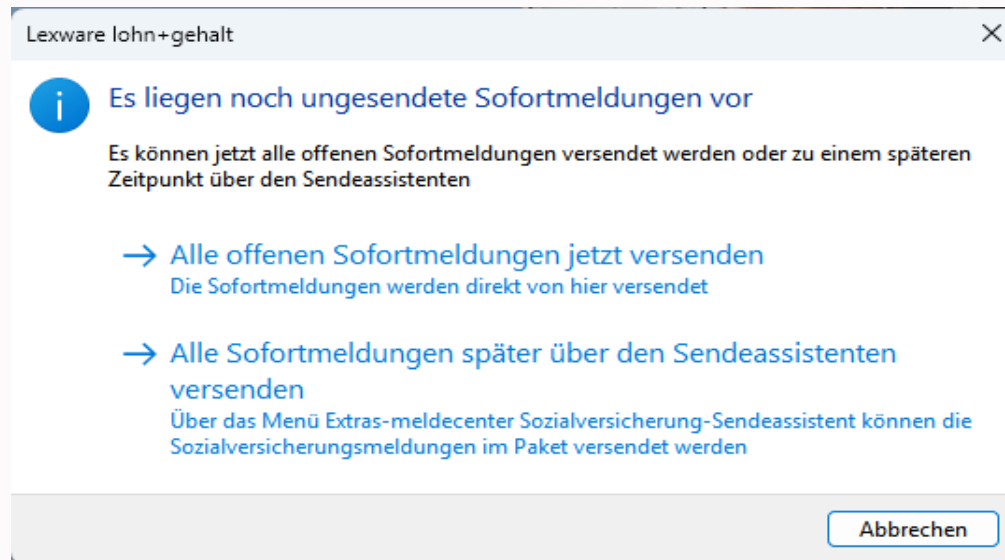 Lexware lohn+gehalt
Es liegen noch ungesendete Sofortmeldungen vor
Es können jetzt alle offenen Sofortmeldungen versendet werden oder zu einem späteren
Zeitpunkt über den Sendeassistenten
Alle offenen Sofortmeldungen jetzt versenden
Die Sofortmeldungen werden direkt von hier versendet
Alle Sofortmeldungen später über den Sendeassistenten
versenden
Über das Menü Extras-meldecenter Sozialversicherung-Sendeassistent können die
Sozialversicherungsmeldungen im Paket versendet werden
Abbrechen